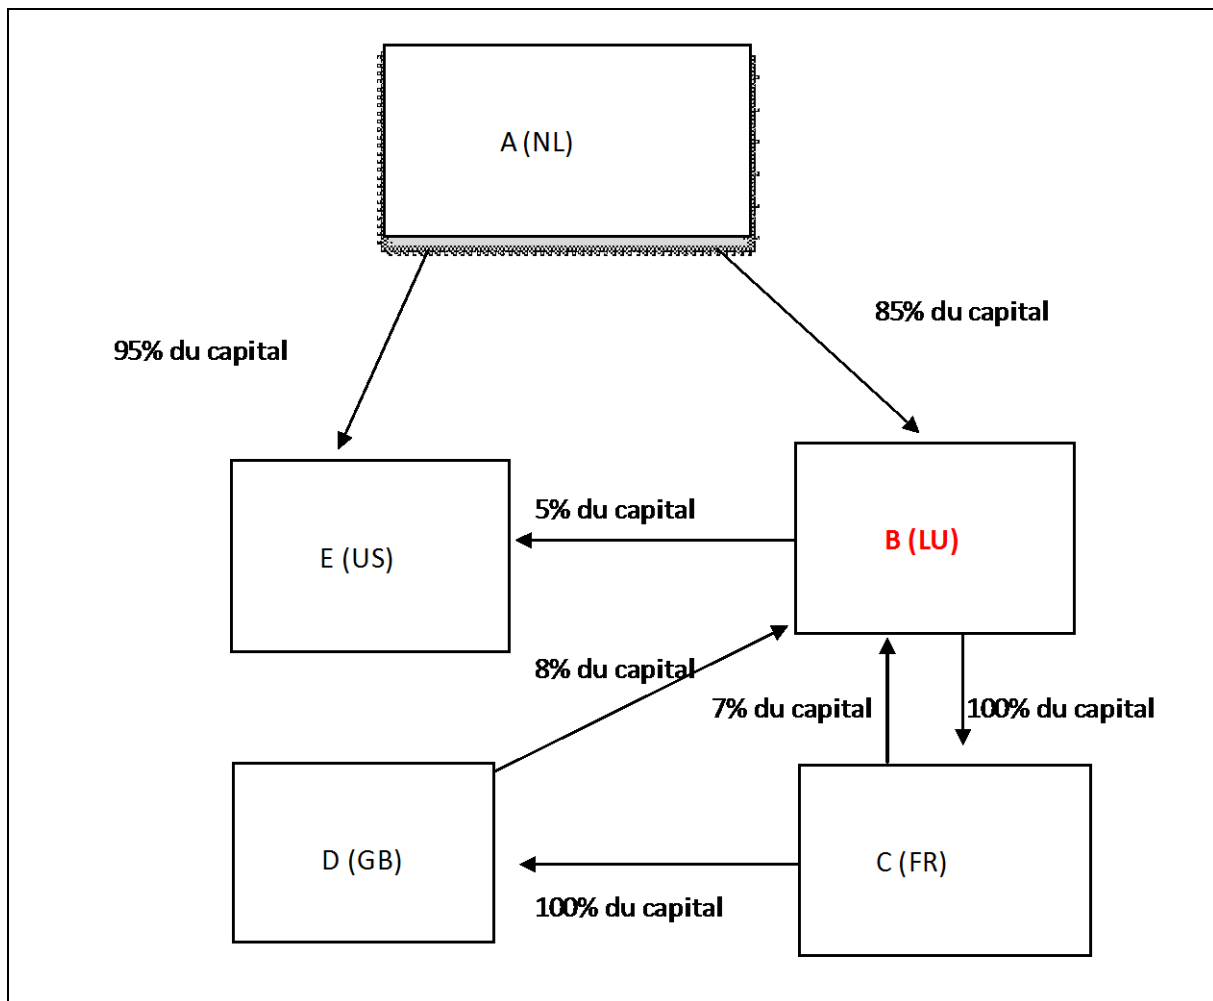 A (NL)
85% du capital
95% du capital
5% du capital
B (LU)
E (US)
8% du capital
7% du capital
100% du capital
D (GB)
C (FR)
100% du capital